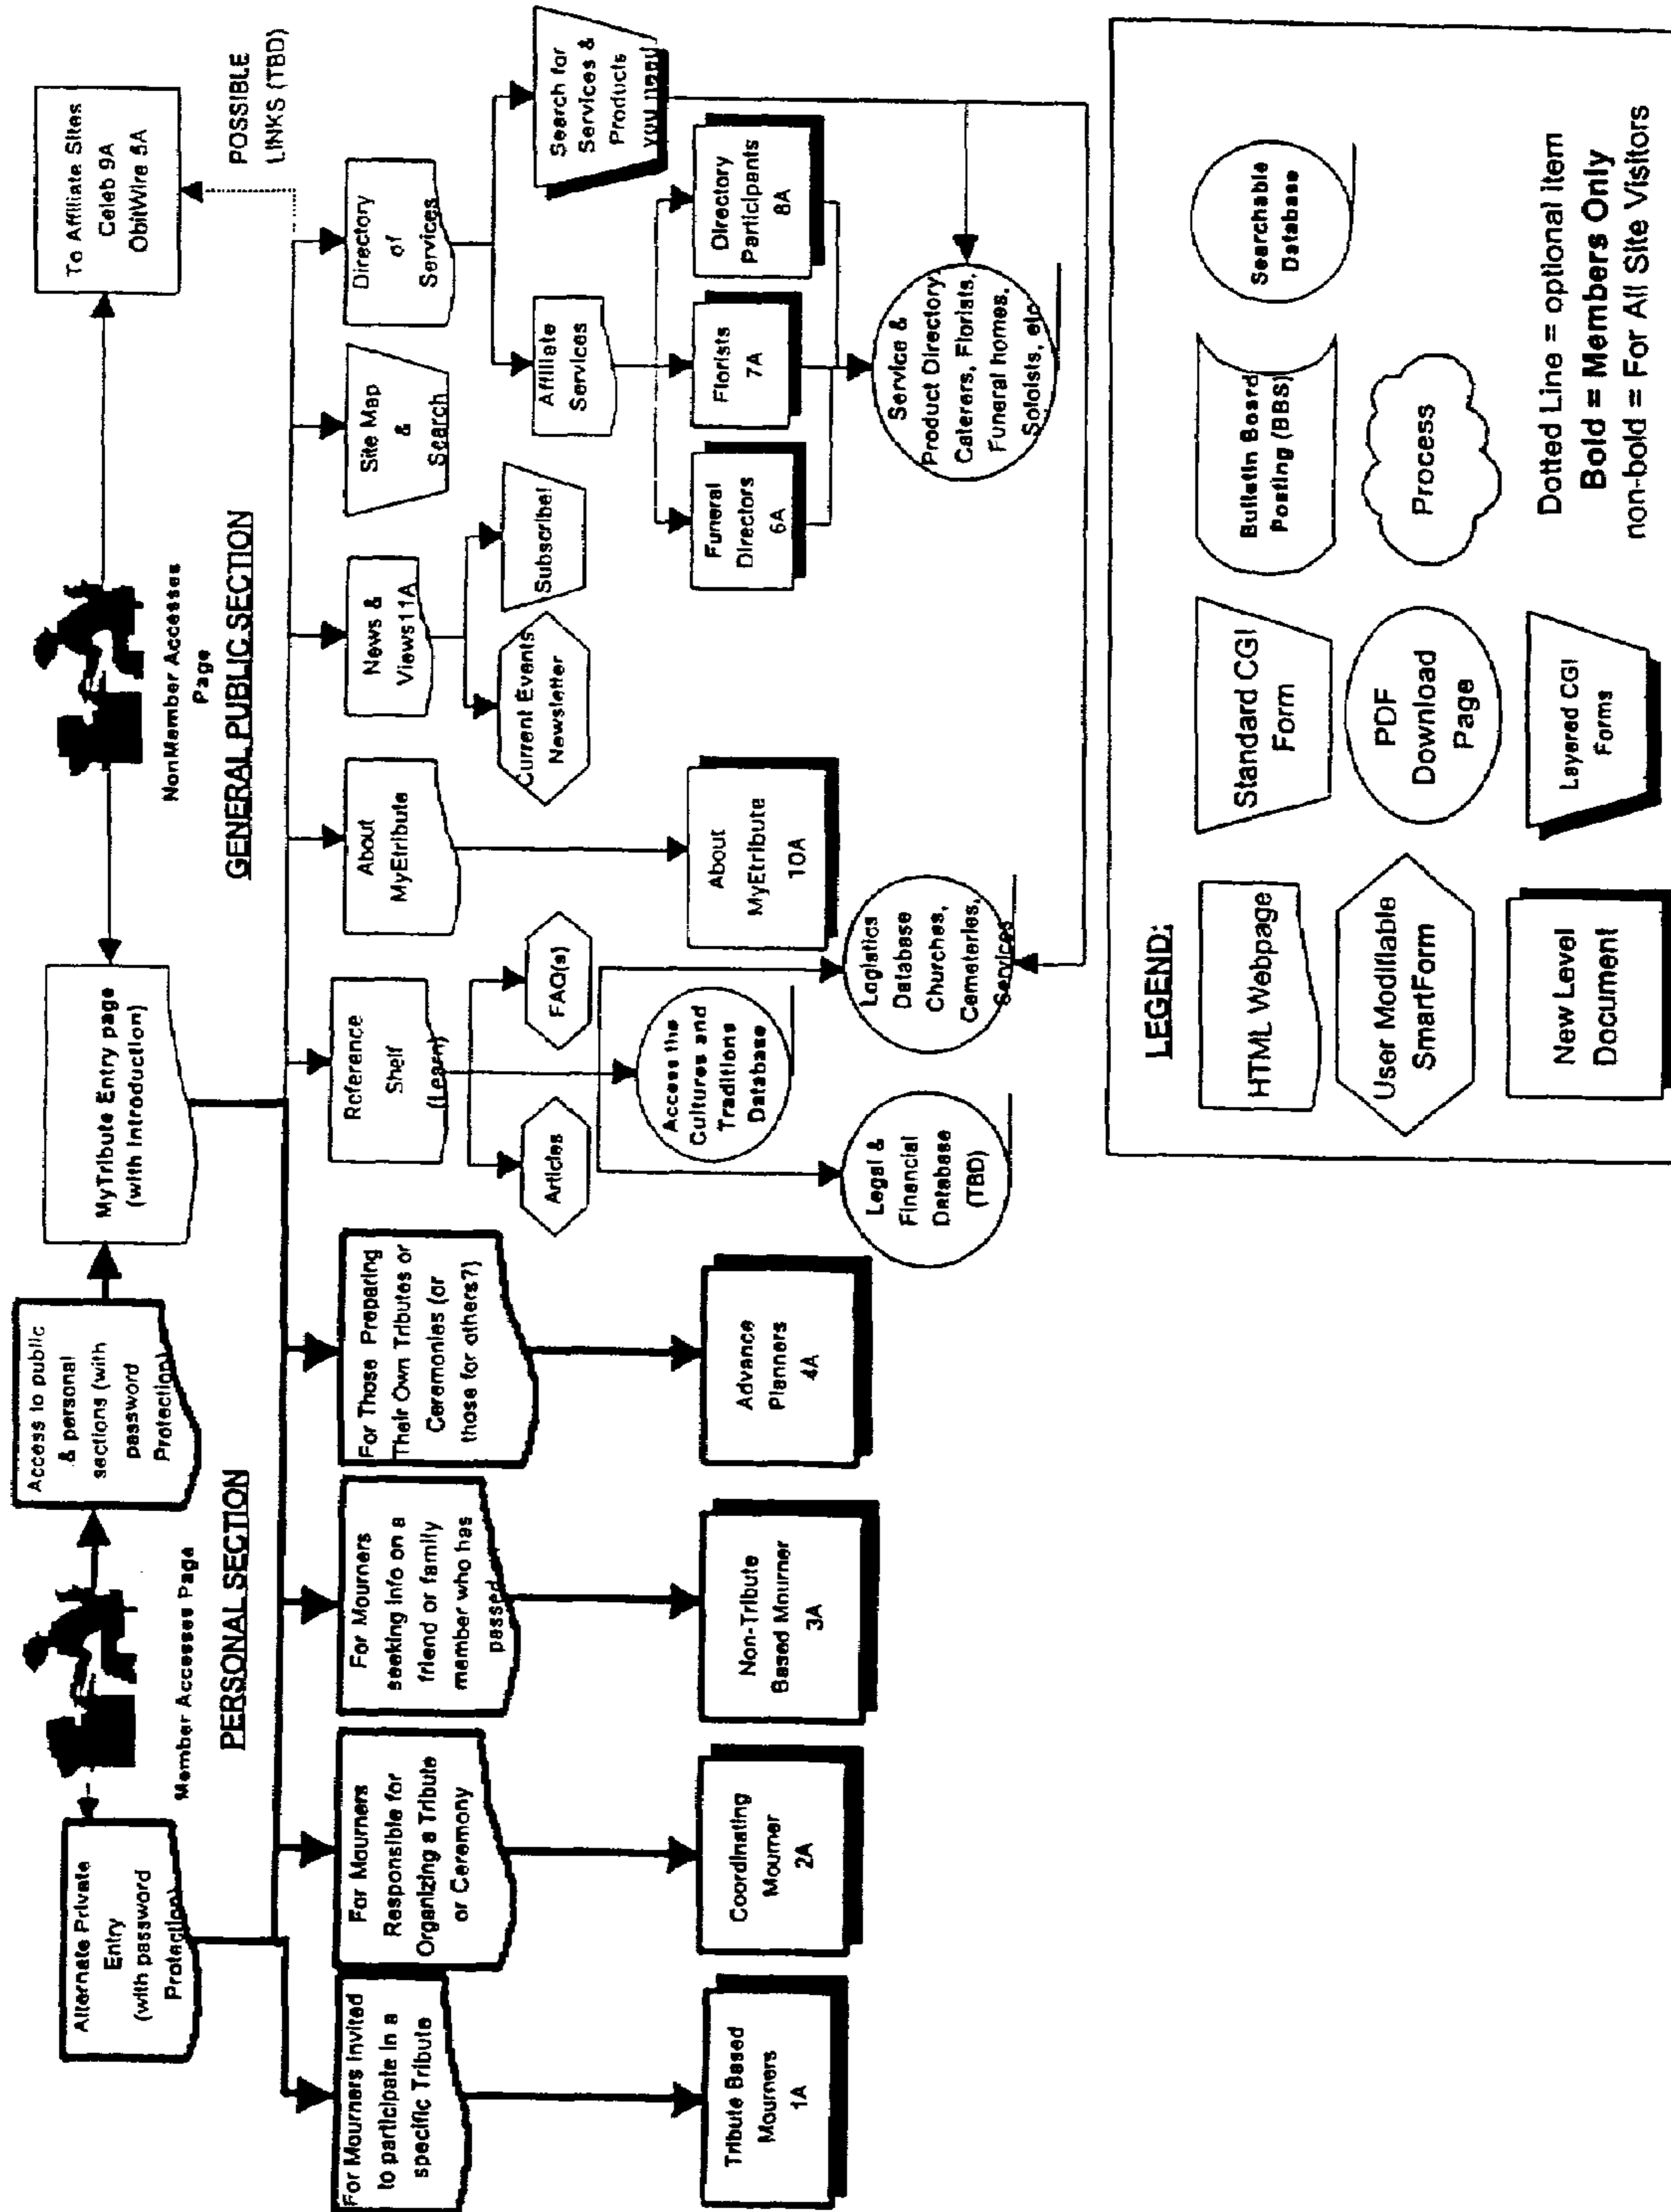 Alternate Private
Entry
(with password
Protection)
Member Accesses Page
PERSONAL SECTION
Access to public
& personal
sections (with
password
Protection)
MyTribute Entry page
(with Introduction)
NonMember Accesses
Page
GENERAL PUBLIC SECTION
To Affiliate Sites
Celeb 9A
ObitWire 5A
POSSIBLE
LINKS (TBD)
For Mourners Invited
to participate in a
specific Tribute
For Mourners
Responsible for
Organizing a Tribute
or Ceremony
For Mourners
seeking info on a
friend or family
member who has
passed
For Those Preparing
Their Own Tributes or
Ceremonies (or
those for others?)
Reference
Shelf
(Learn)
About
MyEtribute
News &
Views 11A
Site Map
&
Search
Directory
of
Services
Articles
FAQ(s)
Current Events
Newsletter
Subscribe!
Affiliate
Services
Search for
Services &
Products
you need
Access the
Cultures and
Traditions
Database
Tribute Based
Mourners
1A
Coordinating
Mourner
2A
Non-Tribute
Based Mourner
3A
Advance
Planners
4A
About
MyEtribute
10A
Funeral
Directors
6A
Florists
7A
Directory
Participants
8A
Legal &
Financial
Database
(TBD)
Logistics
Database
Churches,
Cemeteries,
Services
Service &
Product Directory,
Caterers, Florists,
Funeral homes,
Soloists, etc
LEGEND:
HTML Webpage
Standard CGI
Form
Bulletin Board
Posting (BBS)
Searchable
Database
User Modifiable
SmartForm
PDF
Download
Page
Process
New Level
Document
Layered CGI
Forms
Dotted Line = optional item
Bold = Members Only
non-bold = For All Site Visitors